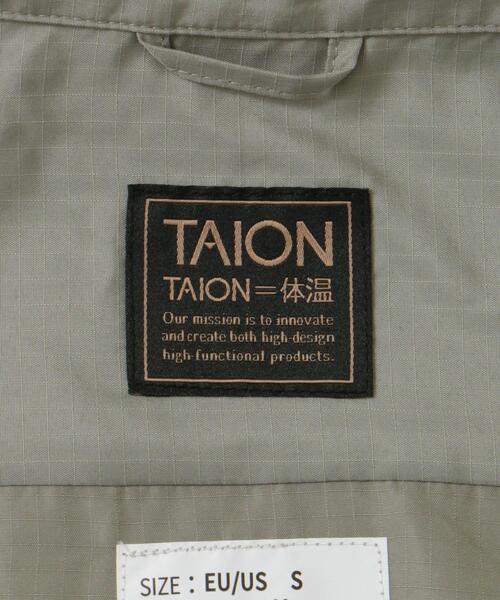 TAION
TAION=体温
Our mission is to innovate
and create both high-design
high-functional products.
SIZE : EU/US S